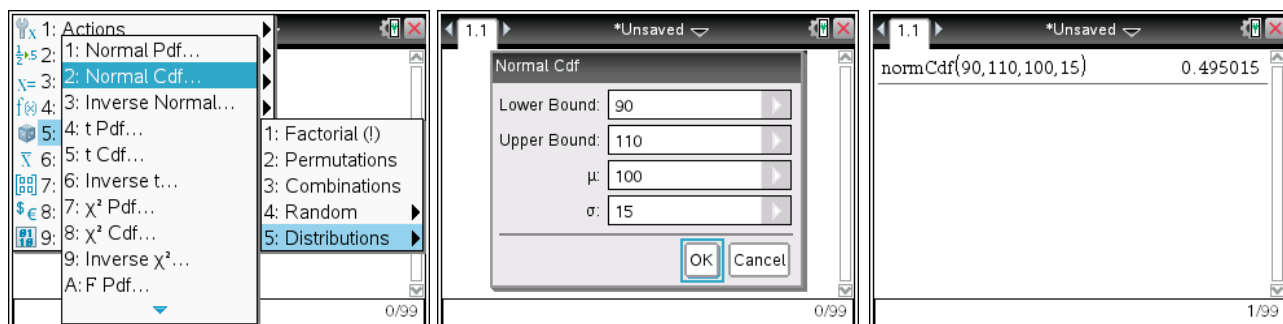 1: Actions
2:
3:
4:
5:
6:
7:
8:
9:
1: Normal Pdf...
2: Normal Cdf...
3: Inverse Normal...
4: t Pdf...
5: t Cdf...
6: Inverse t...
7: χ² Pdf...
8: χ² Cdf...
9: Inverse χ²...
A: F Pdf...
1: Factorial (!)
2: Permutations
3: Combinations
4: Random
5: Distributions
0/99
1.1 *Unsaved
Normal Cdf
Lower Bound: 90
Upper Bound: 110
μ: 100
σ: 15
OK Cancel
0/99
1.1 *Unsaved
normCdf(90,110,100,15) 0.495015
1/99